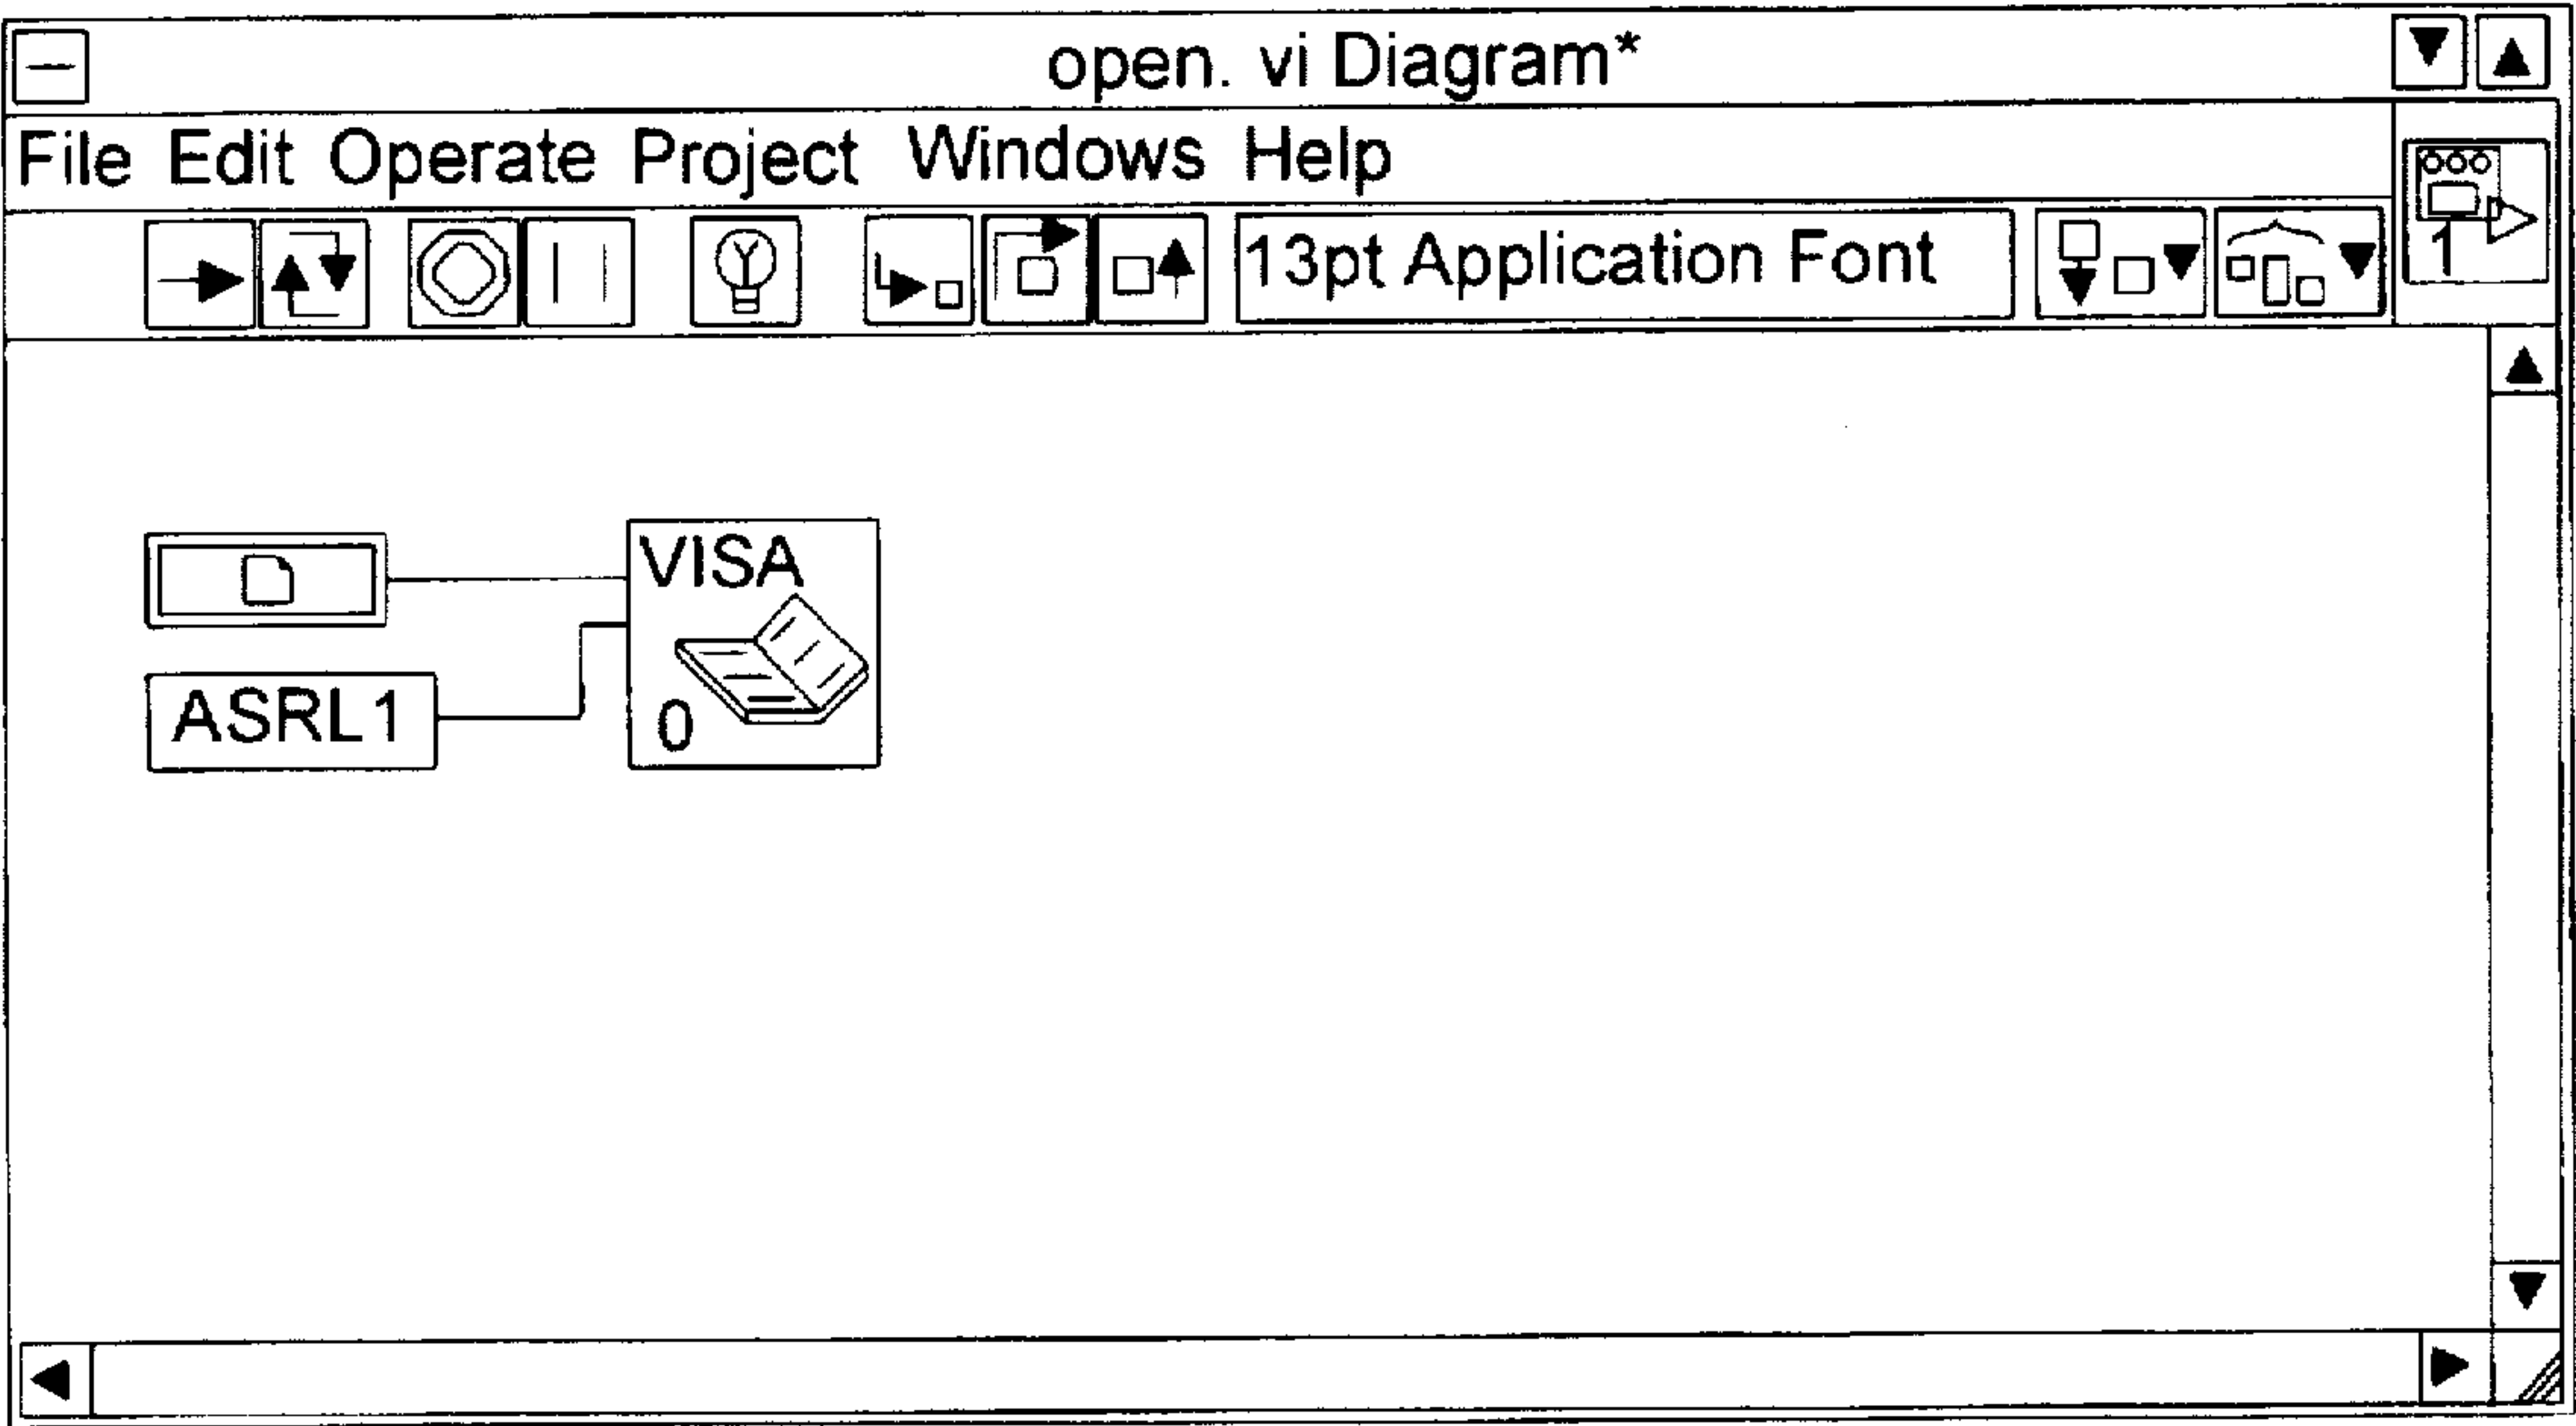 open. vi Diagram*
File Edit Operate Project Windows Help
13pt Application Font
1
VISA
0
ASRL1